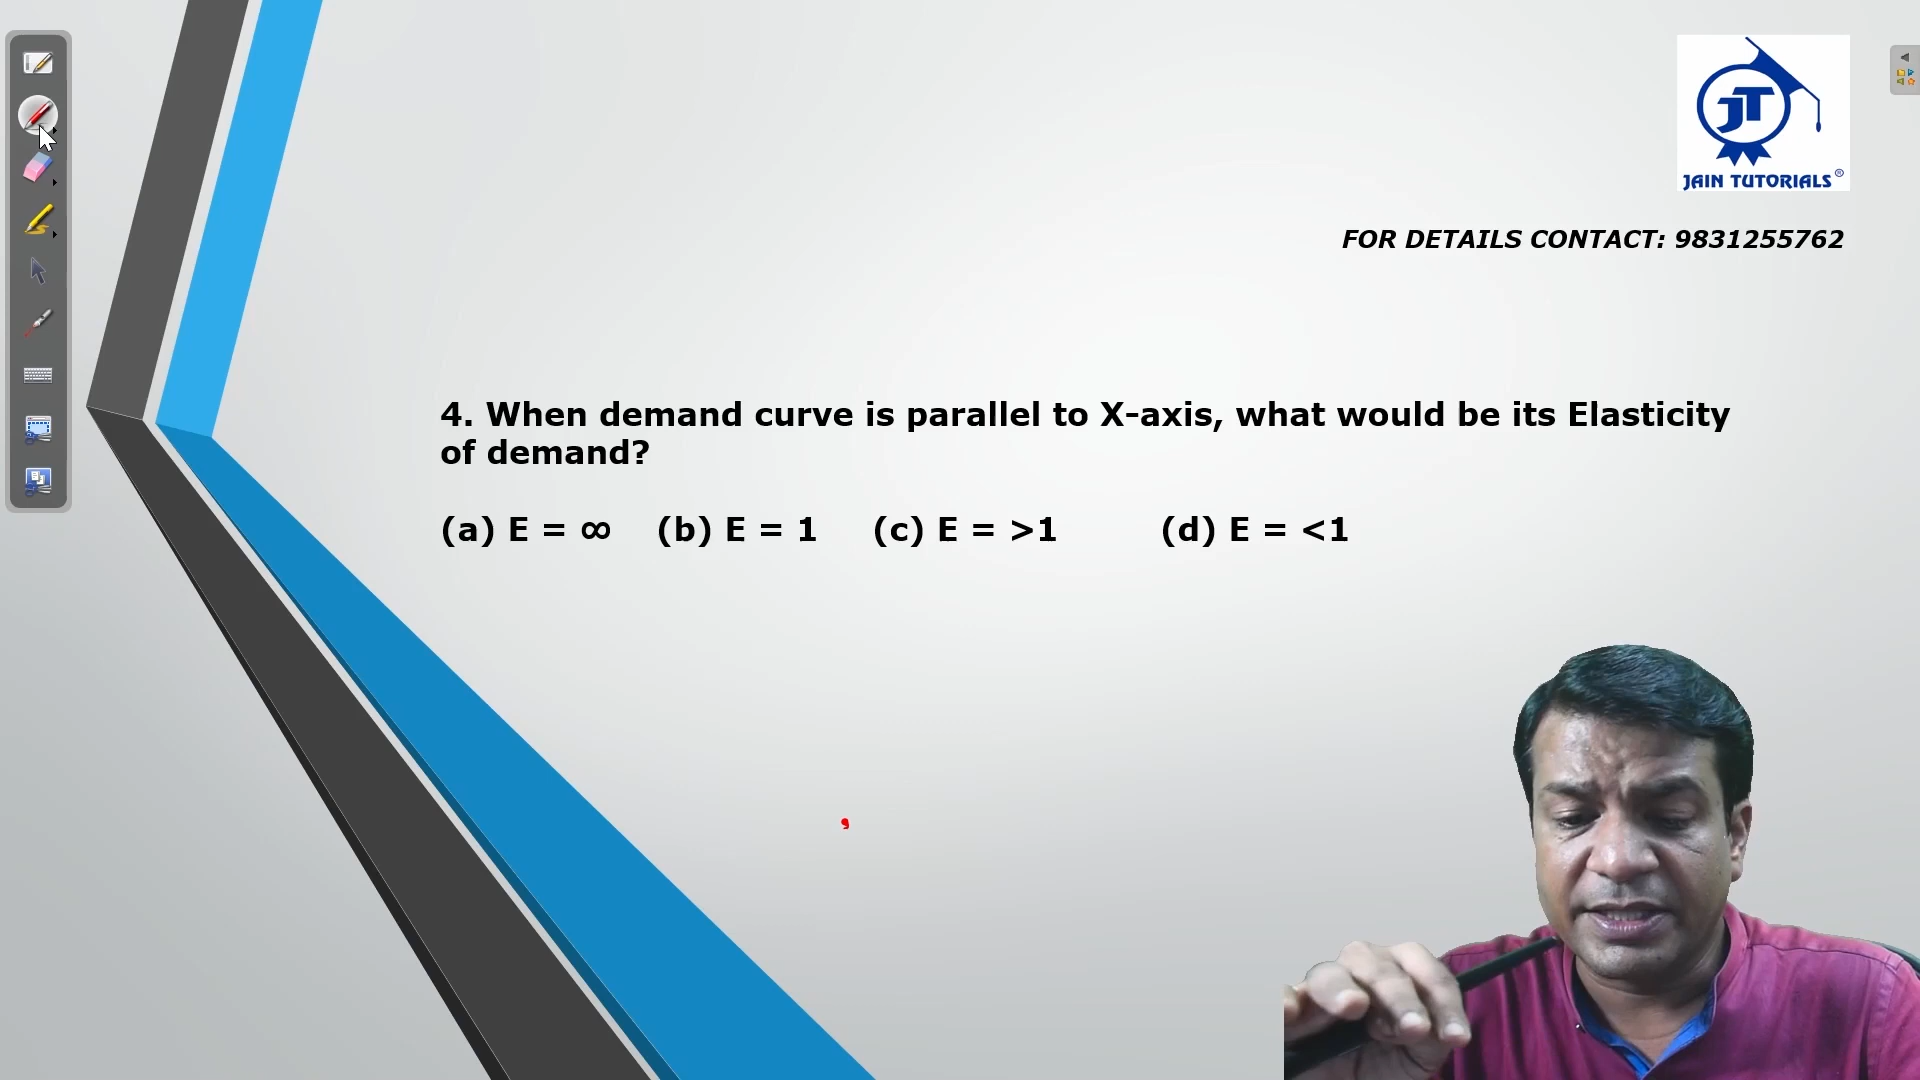 JT
JAIN TUTORIALS®
FOR DETAILS CONTACT: 9831255762
4. When demand curve is parallel to X-axis, what would be its Elasticity
of demand?
(a) E = ∞ (b) E = 1 (c) E = >1 (d) E = <1